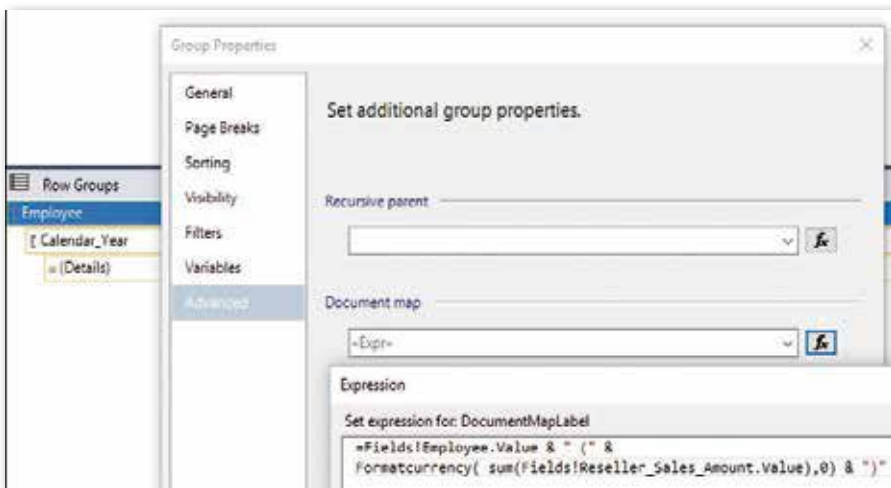 Group Properties
General
Set additional group properties.
Page Breaks
Sorting
Row Groups
Visibility
Recursive parent
Employee
Filters
[ Calendar_Year
fx
Variables
= (Details)
Advanced
Document map
«Expr»
fx
Expression
Set expression for: DocumentMapLabel
=Fields!Employee.Value & " (" &
Formatcurrency( sum(Fields!Reseller_Sales_Amount.Value),0) & ")"